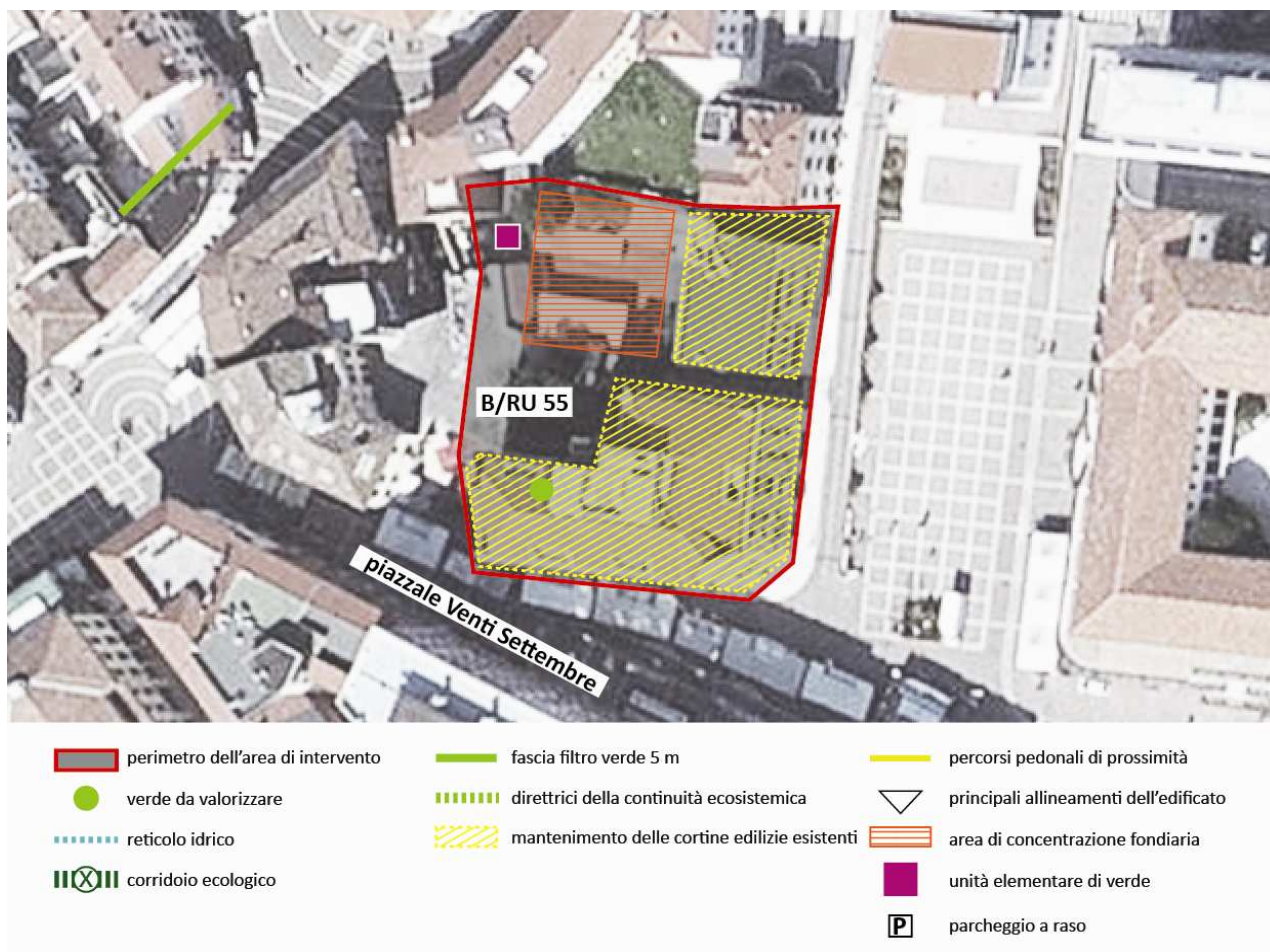 B/RU 55
piazzale Venti Settembre
perimetro dell'area di intervento
verde da valorizzare
reticolo idrico
X
corridoio ecologico
fascia filtro verde 5 m
direttrici della continuità ecosistemica
mantenimento delle cortine edilizie esistenti
percorsi pedonali di prossimità
principali allineamenti dell'edificato
area di concentrazione fondiaria
unità elementare di verde
P parcheggio a raso